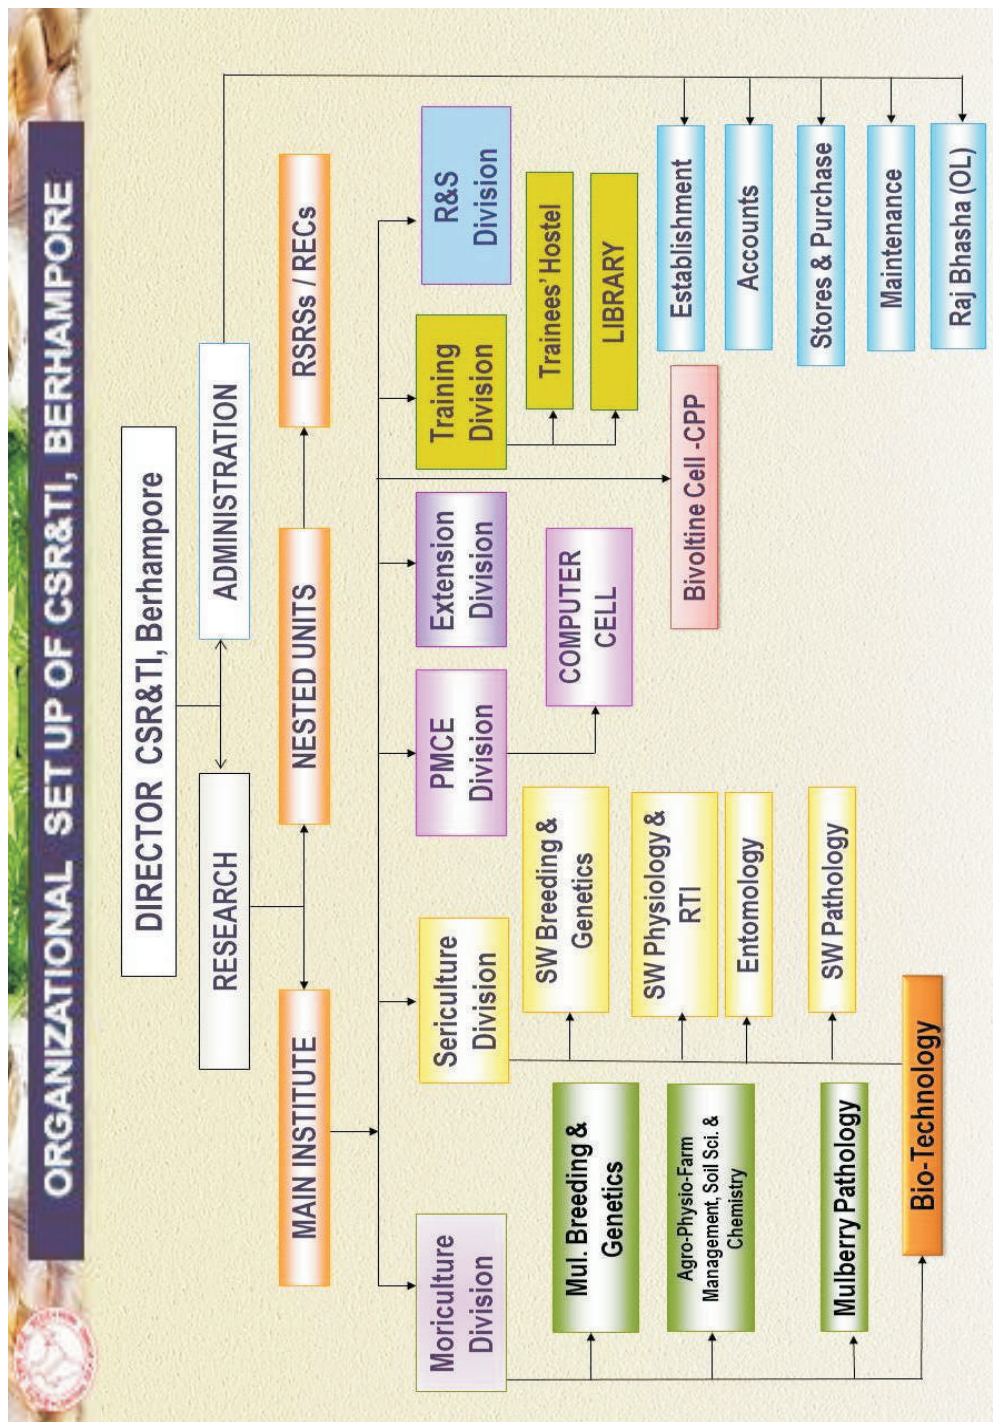 ORGANIZATIONAL SET UP OF CSR&TI, BERHAMPORE
DIRECTOR CSR&TI, Berhampore
RESEARCH
ADMINISTRATION
MAIN INSTITUTE
NESTED UNITS
RSRSs / RECs
Moriculture
Division
Sericulture
Division
PMCE
Division
Extension
Division
Training
Division
R&S
Division
Mul. Breeding &
Genetics
Agro-Physio-Farm
Management, Soil Sci. &
Chemistry
Mulberry Pathology
Bio-Technology
SW Breeding &
Genetics
SW Physiology &
RTI
Entomology
SW Pathology
COMPUTER
CELL
Bivoltine Cell -CPP
Trainees' Hostel
LIBRARY
Establishment
Accounts
Stores & Purchase
Maintenance
Raj Bhasha (OL)